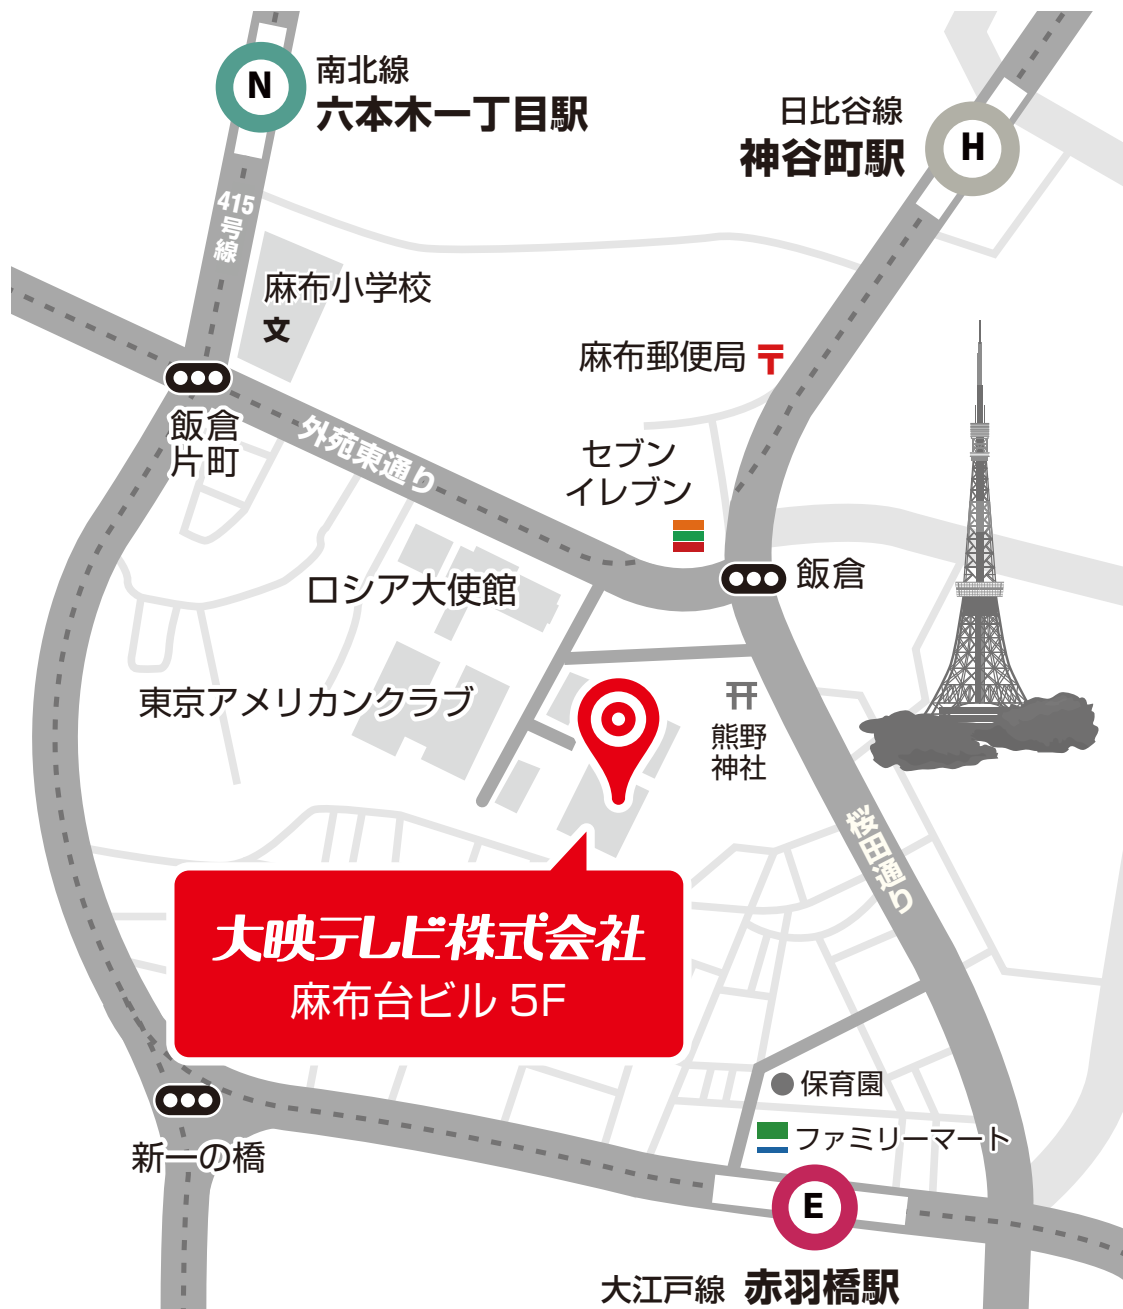 N
南北線
六本木一丁目駅
日比谷線
神谷町駅
H
415
号
線
麻布小学校
文
麻布郵便局 〒
飯倉
片町
外苑東通り
セブン
イレブン
飯倉
ロシア大使館
東京アメリカンクラブ
熊野
神社
桜田通り
大映テレビ株式会社
麻布台ビル 5F
保育園
ファミリーマート
新一の橋
E
大江戸線 赤羽橋駅